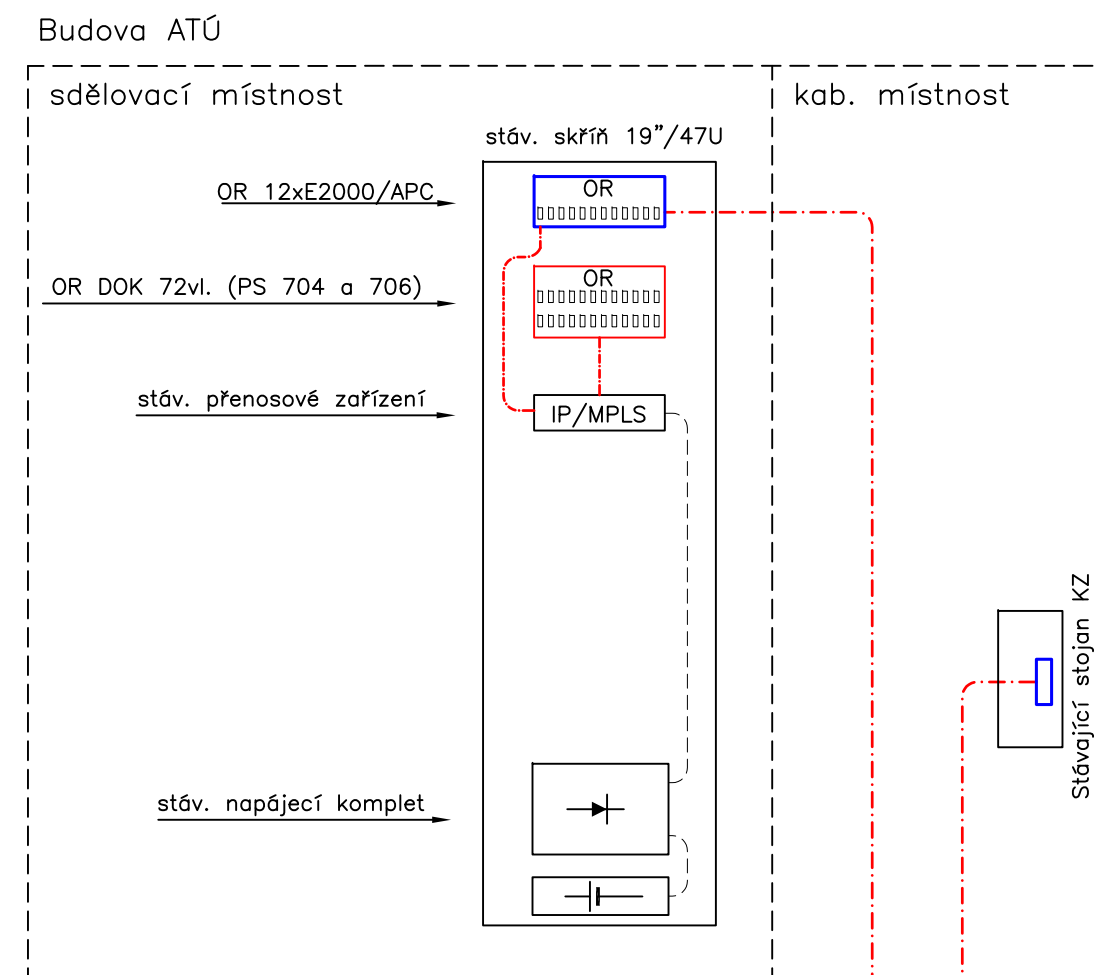 Budova ATÚ
sdělovací místnost
kab. místnost
stáv. skříň 19"/47U
OR 12xE2000/APC
OR
OR DOK 72vl. (PS 704 a 706)
OR
stáv. přenosové zařízení
IP/MPLS
Stávající stojan KZ
stáv. napájecí komplet